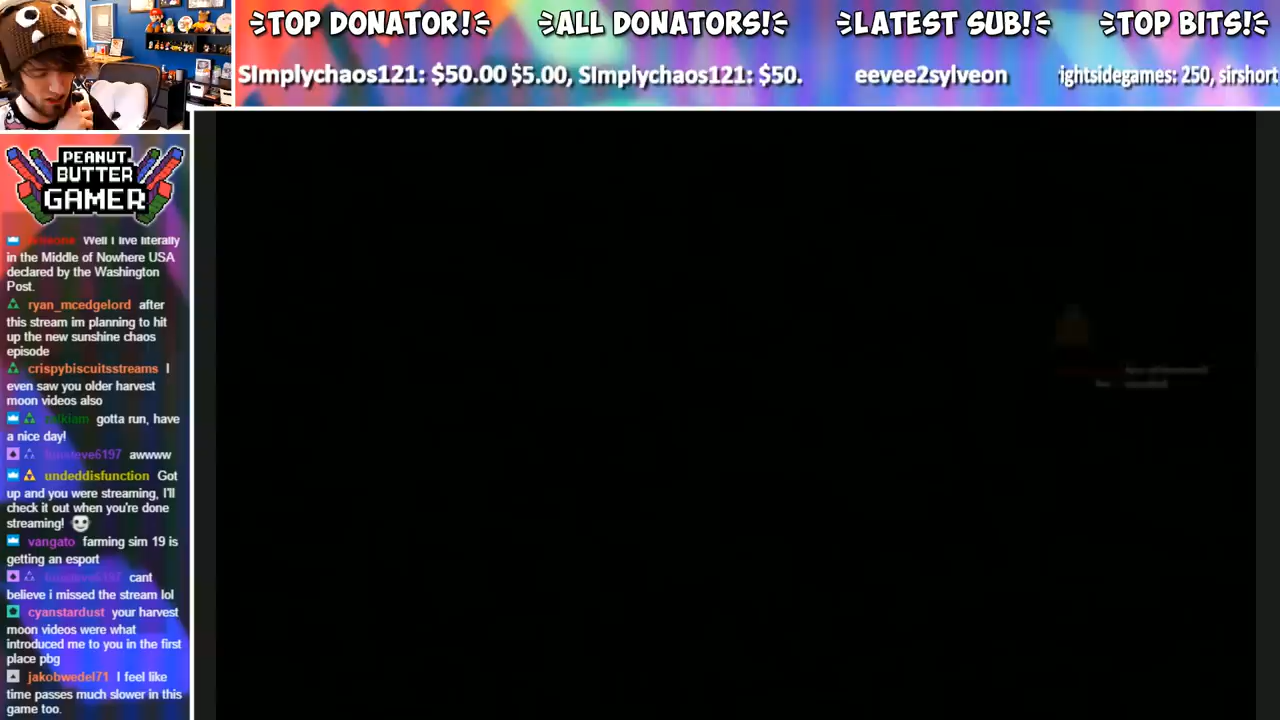 TOP DONATOR!
ALL DONATORS!
LATEST SUB!
TOP BITS!
SImplychaos121: $50.00
$5.00, SImplychaos121: $50.
eevee2sylveon
ightsidegames: 250, sirshort
PEANUT
BUTTER
GAMER
Well I live literally
in the Middle of Nowhere USA
declared by the Washington
Post.
ryan_mcedgelord after
this stream im planning to hit
up the new sunshine chaos
episode
crispybiscuitsstreams I
even saw you older harvest
moon videos also
gotta run, have
a nice day!
awwww
undeddisfunction Got
up and you were streaming, I'll
check it out when you're done
streaming!
vangato farming sim 19 is
getting an esport
cant
believe i missed the stream lol
cyanstardust your harvest
moon videos were what
introduced me to you in the first
place pbg
jakobwedel71 I feel like
time passes much slower in this
game too.